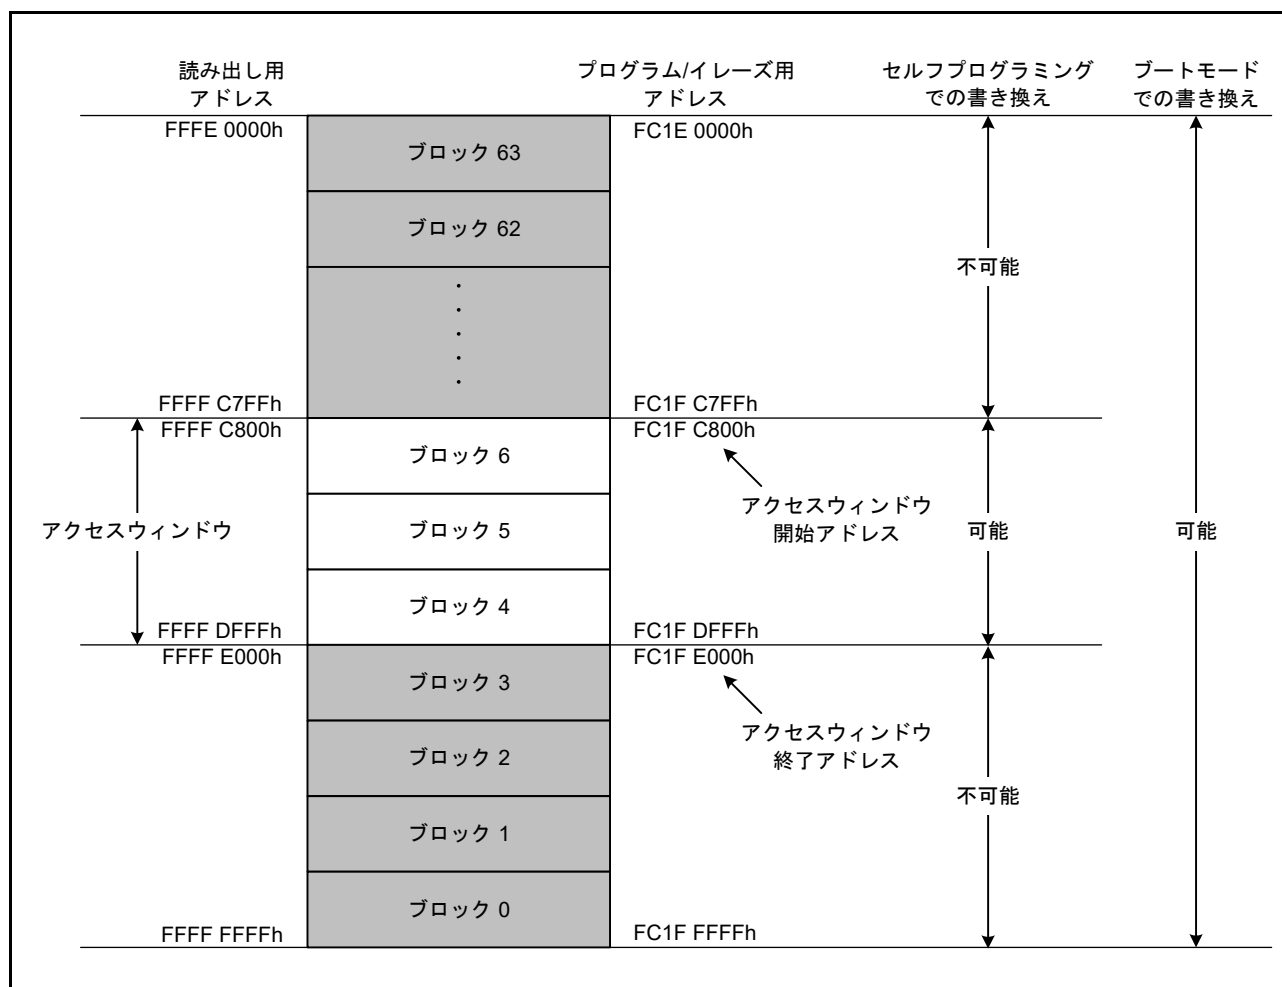 読み出し用
アドレス
プログラム/イレーズ用
アドレス
セルフプログラミング
での書き換え
ブートモード
での書き換え
FFFE 0000h
FC1E 0000h
ブロック 63
ブロック 62
不可能
FFFF C7FFh
FC1F C7FFh
FFFF C800h
FC1F C800h
ブロック 6
アクセスウィンドウ
開始アドレス
アクセスウィンドウ
ブロック 5
可能
可能
ブロック 4
FFFF DFFFh
FC1F DFFFh
FFFF E000h
FC1F E000h
ブロック 3
アクセスウィンドウ
終了アドレス
ブロック 2
不可能
ブロック 1
ブロック 0
FFFF FFFFh
FC1F FFFFh